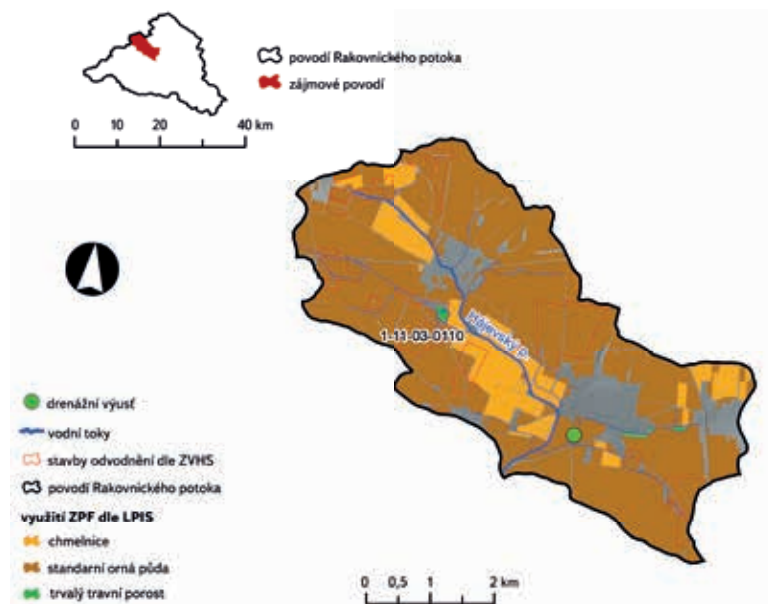 povodí Rakovnického potoka
zájmové povodí
0 10 20 40 km
Hájevský p.
1-11-03-0110
drenážní výusť
vodní toky
stavby odvodnění dle ZVHS
povodí Rakovnického potoka
využití ZPF dle LPIS
chmelnice
standarní orná půda
trvalý travní porost
0 0,5 1 2 km